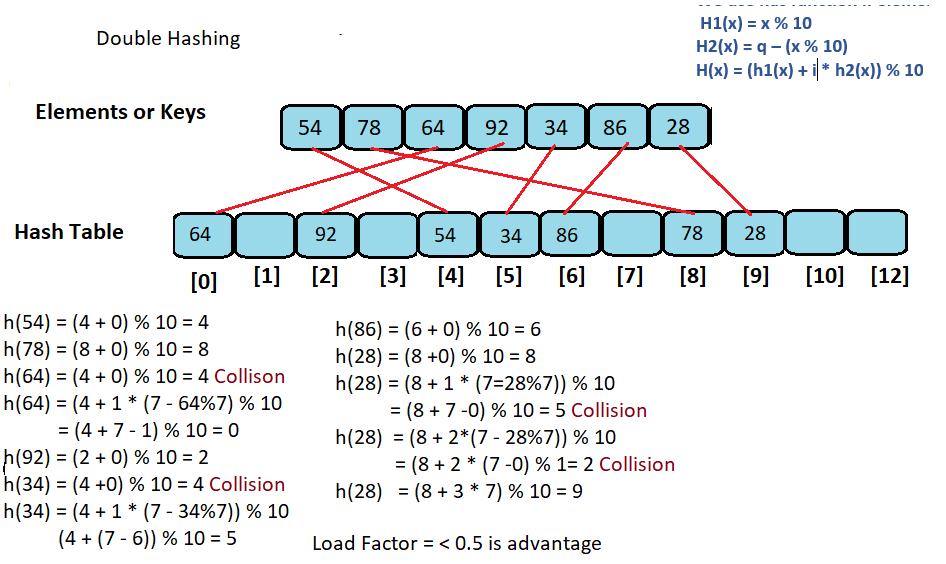 Double Hashing
H1(x) = x % 10
H2(x) = q – (x % 10)
H(x) = (h1(x) + i * h2(x)) % 10
Elements or Keys
54 78 64 92 34 86 28
Hash Table
64 92 54 34 86 78 28
[0] [1] [2] [3] [4] [5] [6] [7] [8] [9] [10] [12]
h(54) = (4 + 0) % 10 = 4
h(78) = (8 + 0) % 10 = 8
h(64) = (4 + 0) % 10 = 4 Collison
h(64) = (4 + 1 * (7 - 64%7) % 10
= (4 + 7 - 1) % 10 = 0
h(92) = (2 + 0) % 10 = 2
h(34) = (4 +0) % 10 = 4 Collision
h(34) = (4 + 1 * (7 - 34%7)) % 10
(4 + (7 - 6)) % 10 = 5
h(86) = (6 + 0) % 10 = 6
h(28) = (8 +0) % 10 = 8
h(28) = (8 + 1 * (7=28%7)) % 10
= (8 + 7 -0) % 10 = 5 Collision
h(28) = (8 + 2*(7 - 28%7)) % 10
= (8 + 2 * (7 -0) % 1= 2 Collision
h(28) = (8 + 3 * 7) % 10 = 9
Load Factor = < 0.5 is advantage